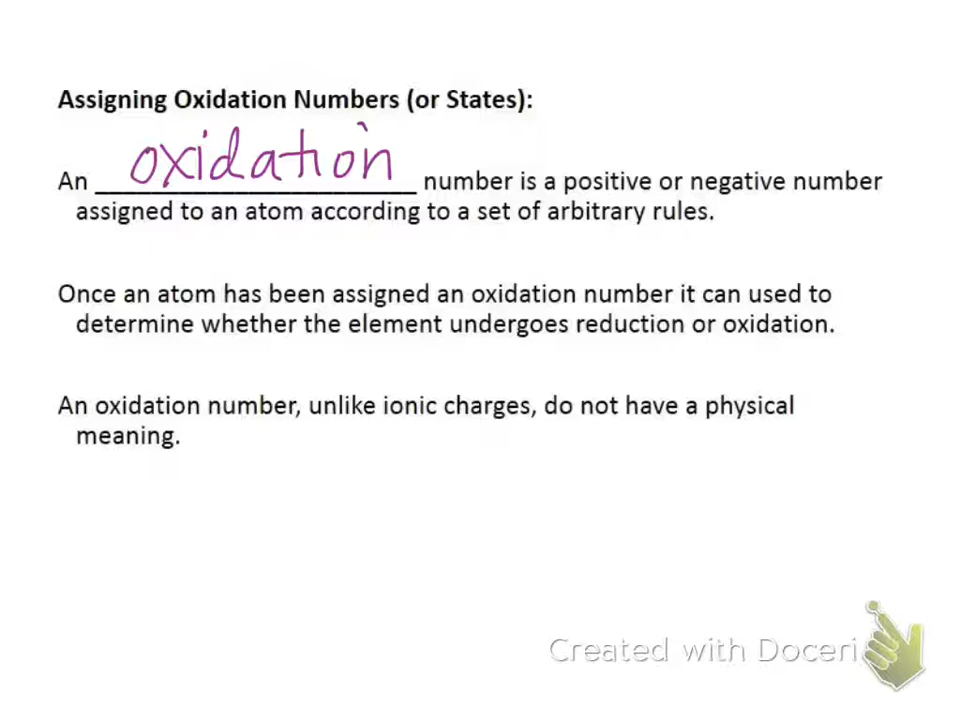 Assigning Oxidation Numbers (or States):
An oxidation number is a positive or negative number
assigned to an atom according to a set of arbitrary rules.
Once an atom has been assigned an oxidation number it can used to
determine whether the element undergoes reduction or oxidation.
An oxidation number, unlike ionic charges, do not have a physical
meaning.
Created with Doceri